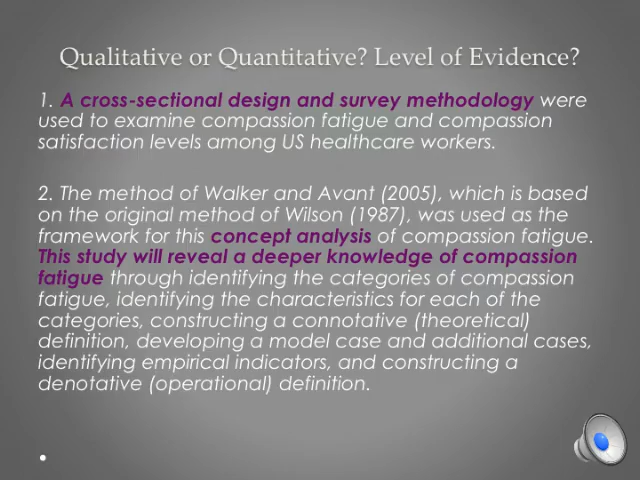 Qualitative or Quantitative? Level of Evidence?
1. A cross-sectional design and survey methodology were
used to examine compassion fatigue and compassion
satisfaction levels among US healthcare workers.
2. The method of Walker and Avant (2005), which is based
on the original method of Wilson (1987), was used as the
framework for this concept analysis of compassion fatigue.
This study will reveal a deeper knowledge of compassion
fatigue through identifying the categories of compassion
fatigue, identifying the characteristics for each of the
categories, constructing a connotative (theoretical)
definition, developing a model case and additional cases,
identifying empirical indicators, and constructing a
denotative (operational) definition.